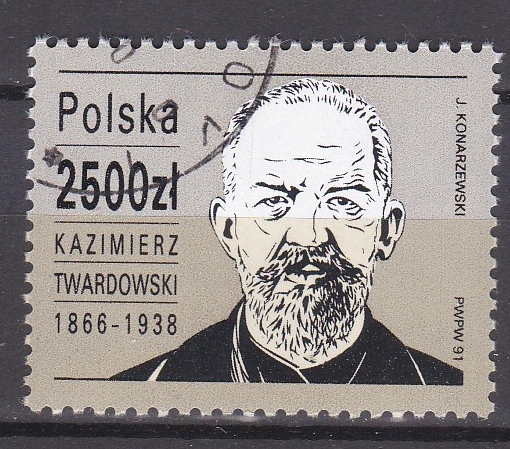 Polska
2500zł
KAZIMIERZ
TWARDOWSKI
1866-1938
J. KONARZEWSKI
PWPW 91